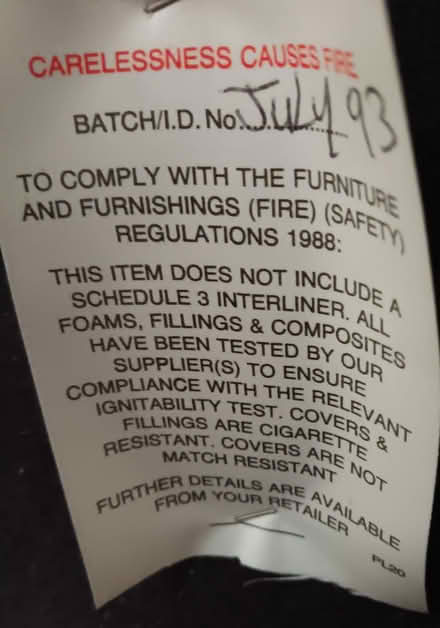 CARELESSNESS CAUSES FIRE
BATCH/I.D. No.............. JULY 93
TO COMPLY WITH THE FURNITURE
AND FURNISHINGS (FIRE) (SAFETY)
REGULATIONS 1988:
THIS ITEM DOES NOT INCLUDE A
SCHEDULE 3 INTERLINER. ALL
FOAMS, FILLINGS & COMPOSITES
HAVE BEEN TESTED BY OUR
SUPPLIER(S) TO ENSURE
COMPLIANCE WITH THE RELEVANT
IGNITABILITY TEST. COVERS &
FILLINGS ARE CIGARETTE
RESISTANT. COVERS ARE NOT
MATCH RESISTANT
FURTHER DETAILS ARE AVAILABLE
FROM YOUR RETAILER
PL20